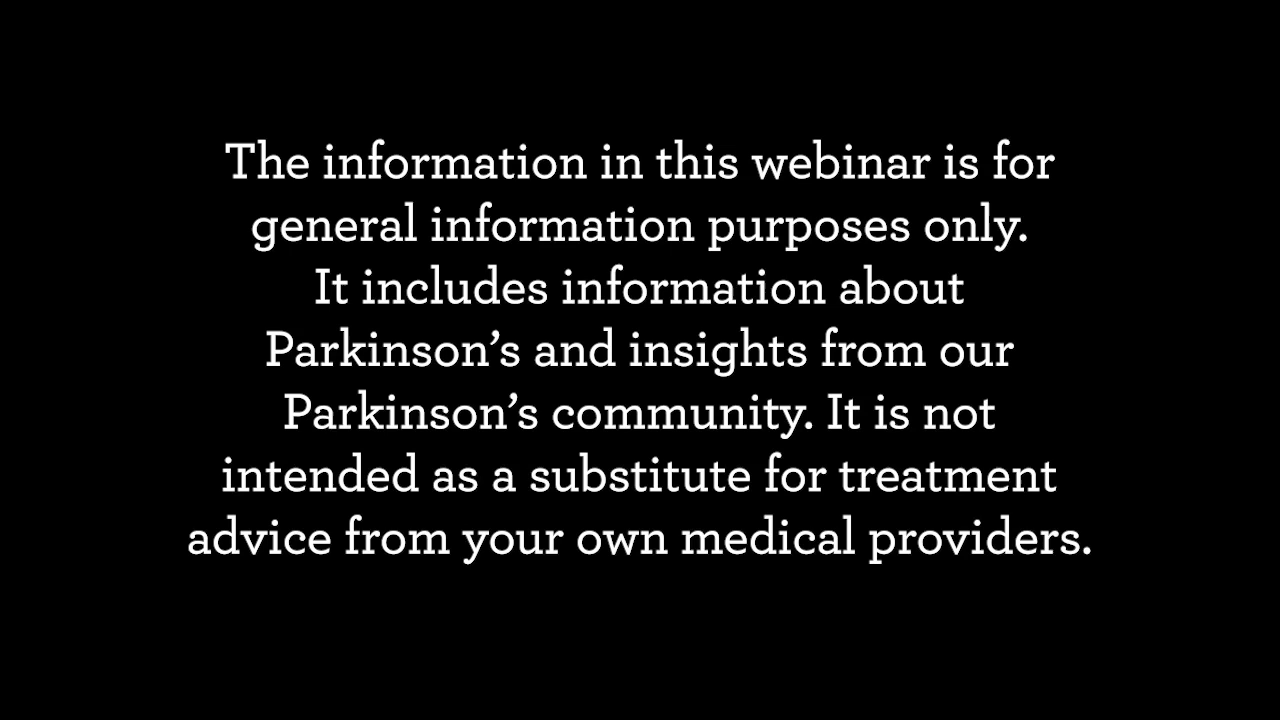 The information in this webinar is for
general information purposes only.
It includes information about
Parkinson’s and insights from our
Parkinson’s community. It is not
intended as a substitute for treatment
advice from your own medical providers.